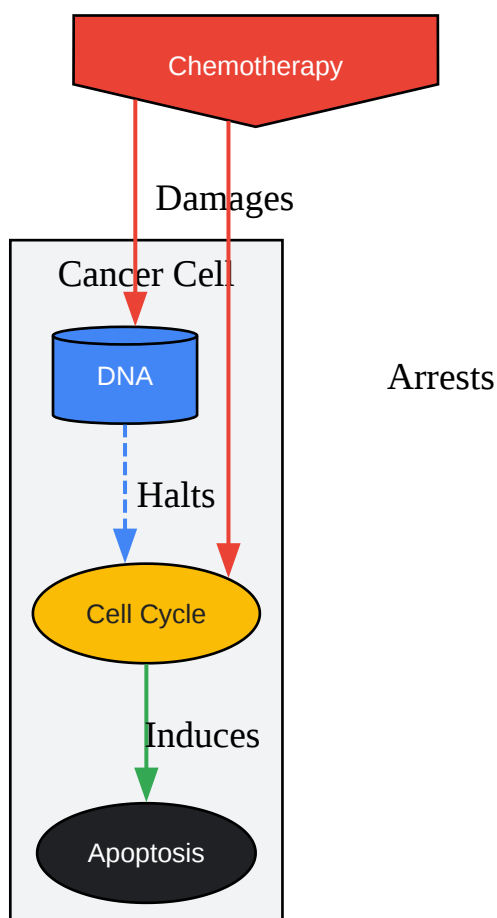 Chemotherapy
Damages
Cancer Cell
DNA
Arrests
Halts
Cell Cycle
Induces
Apoptosis